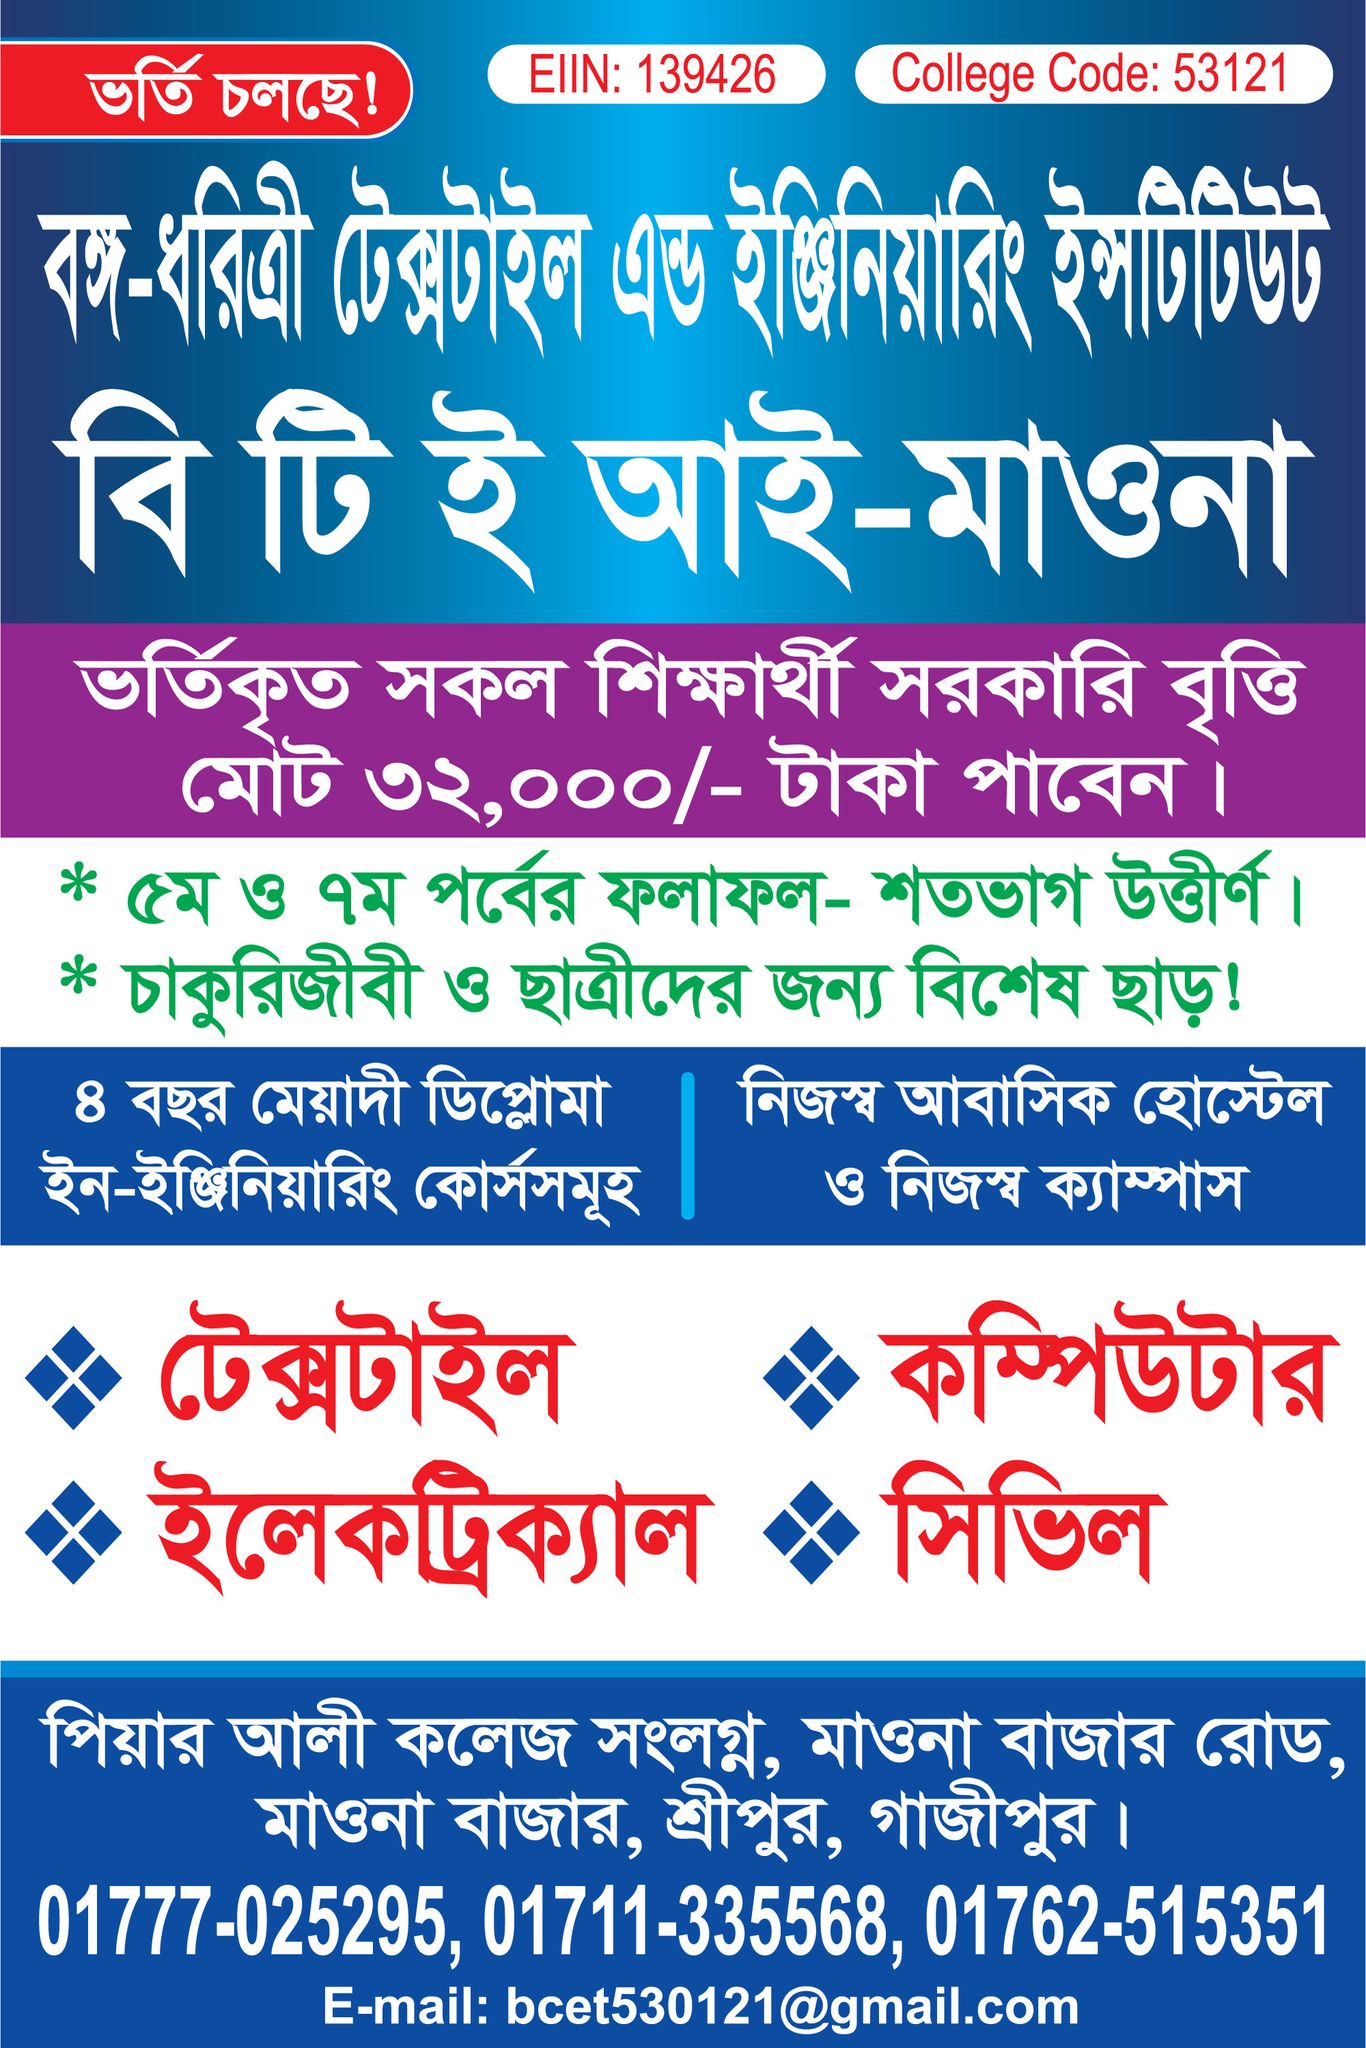 ভর্তি চলছে!
EIIN: 139426
College Code: 53121
বঙ্গ-ধরিত্রী টেক্সটাইল এন্ড ইঞ্জিনিয়ারিং ইন্সটিটিউট
বি টি ই আই-মাওনা
ভর্তিকৃত সকল শিক্ষার্থী সরকারি বৃত্তি
মোট ৩২,০০০/- টাকা পাবেন।
* ৫ম ও ৭ম পর্বের ফলাফল- শতভাগ উত্তীর্ণ।
* চাকুরিজীবী ও ছাত্রীদের জন্য বিশেষ ছাড়!
৪ বছর মেয়াদী ডিপ্লোমা
ইন-ইঞ্জিনিয়ারিং কোর্সসমূহ
নিজস্ব আবাসিক হোস্টেল
ও নিজস্ব ক্যাম্পাস
টেক্সটাইল
কম্পিউটার
ইলেকট্রিক্যাল
সিভিল
পিয়ার আলী কলেজ সংলগ্ন, মাওনা বাজার রোড,
মাওনা বাজার, শ্রীপুর, গাজীপুর।
01777-025295, 01711-335568, 01762-515351
E-mail: bcet530121@gmail.com